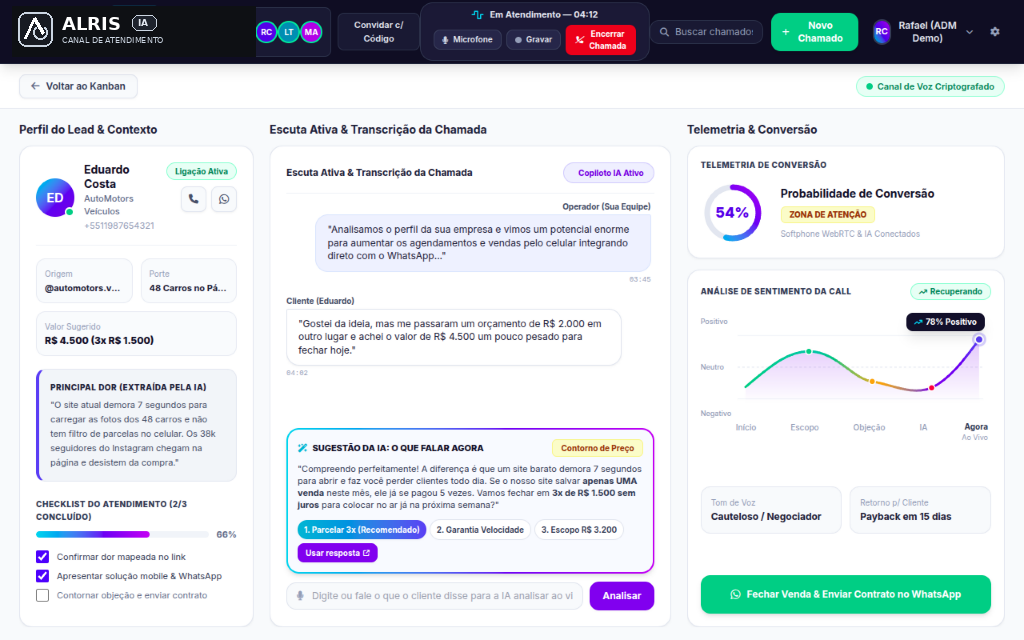 ALRIS IA
CANAL DE ATENDIMENTO
RC LT MA
Convidar c/
Código
Em Atendimento — 04:12
Microfone
Gravar
Encerrar
Chamada
Buscar chamados
Novo
Chamado
RC
Rafael (ADM
Demo)
Voltar ao Kanban
Canal de Voz Criptografado
Perfil do Lead & Contexto
ED
Eduardo
Costa
AutoMotors
Veículos
+5511987654321
Ligação Ativa
Origem
@automotors.v...
Porte
48 Carros no Pá...
Valor Sugerido
R$ 4.500 (3x R$ 1.500)
PRINCIPAL DOR (EXTRAÍDA PELA IA)
"O site atual demora 7 segundos para
carregar as fotos dos 48 carros e não
tem filtro de parcelas no celular. Os 38k
seguidores do Instagram chegam na
página e desistem da compra."
CHECKLIST DO ATENDIMENTO (2/3
CONCLUÍDO)
66%
Confirmar dor mapeada no link
Apresentar solução mobile & WhatsApp
Contornar objeção e enviar contrato
Escuta Ativa & Transcrição da Chamada
Escuta Ativa & Transcrição da Chamada
Copiloto IA Ativo
Operador (Sua Equipe)
"Analisamos o perfil da sua empresa e vimos um potencial enorme
para aumentar os agendamentos e vendas pelo celular integrando
direto com o WhatsApp..."
03:45
Cliente (Eduardo)
"Gostei da ideia, mas me passaram um orçamento de R$ 2.000 em
outro lugar e achei o valor de R$ 4.500 um pouco pesado para
fechar hoje."
04:02
SUGESTÃO DA IA: O QUE FALAR AGORA
Contorno de Preço
"Compreendo perfeitamente! A diferença é que um site barato demora 7 segundos
para abrir e faz você perder clientes todo dia. Se o nosso site salvar apenas UMA
venda neste mês, ele já se pagou 5 vezes. Vamos fechar em 3x de R$ 1.500 sem
juros para colocar no ar já na próxima semana?"
1. Parcelar 3x (Recomendado)
2. Garantia Velocidade
3. Escopo R$ 3.200
Usar resposta
Digite ou fale o que o cliente disse para a IA analisar ao vi
Analisar
Telemetria & Conversão
TELEMETRIA DE CONVERSÃO
54%
Probabilidade de Conversão
ZONA DE ATENÇÃO
Softphone WebRTC & IA Conectados
ANÁLISE DE SENTIMENTO DA CALL
Recuperando
Positivo
78% Positivo
Neutro
Negativo
Início
Escopo
Objeção
IA
Agora
Ao Vivo
Tom de Voz
Cauteloso / Negociador
Retorno p/ Cliente
Payback em 15 dias
Fechar Venda & Enviar Contrato no WhatsApp